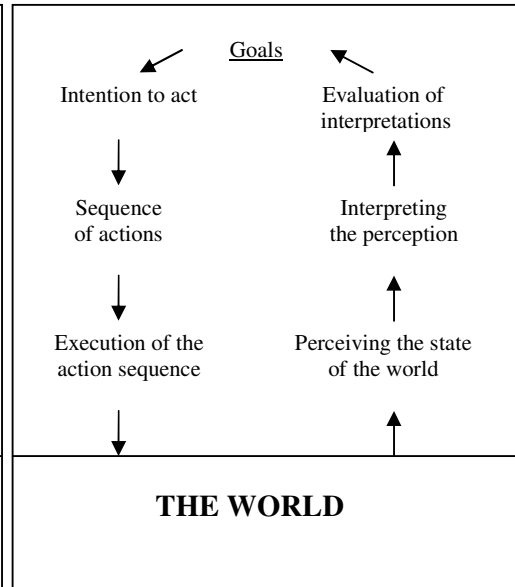 Goals
Intention to act
Evaluation of
interpretations
Sequence
of actions
Interpreting
the perception
Execution of the
action sequence
Perceiving the state
of the world
THE WORLD